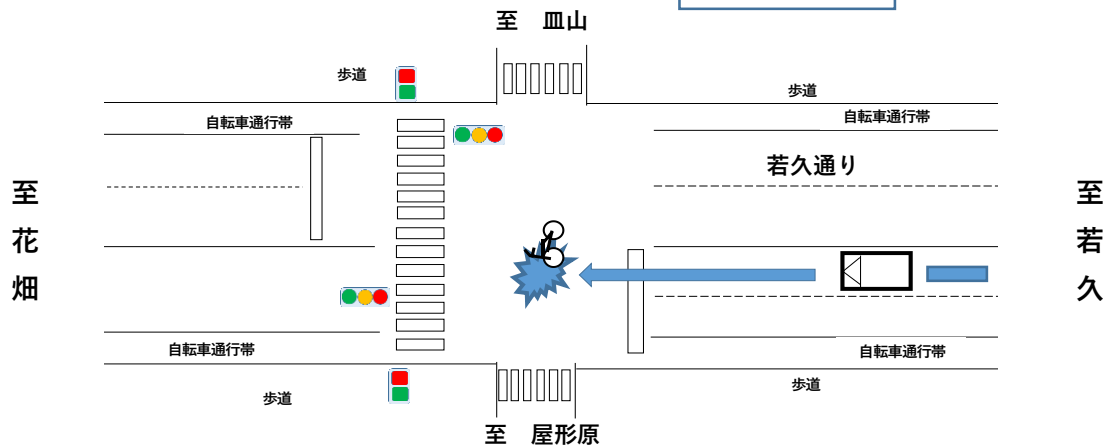 至 皿山
歩道
歩道
自転車通行帯
自転車通行帯
若久通り
至花畑
至若久
自転車通行帯
自転車通行帯
歩道
歩道
至 屋形原